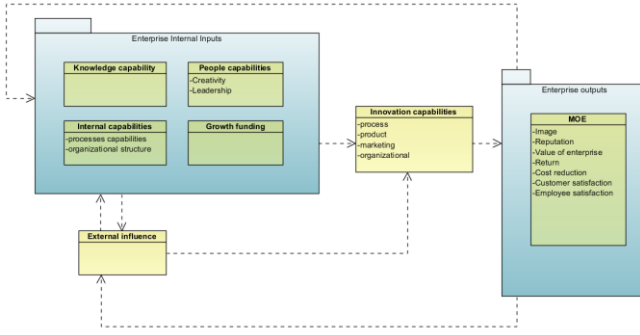 Enterprise Internal Inputs
Knowledge capability
People capabilities
-Creativity
-Leadership
Internal capabilities
-processes capabilities
-organizational structure
Growth funding
Innovation capabilities
-process
-product
-marketing
-organizational
External influence
Enterprise outputs
MOE
-Image
-Reputation
-Value of enterprise
-Return
-Cost reduction
-Customer satisfaction
-Employee satisfaction